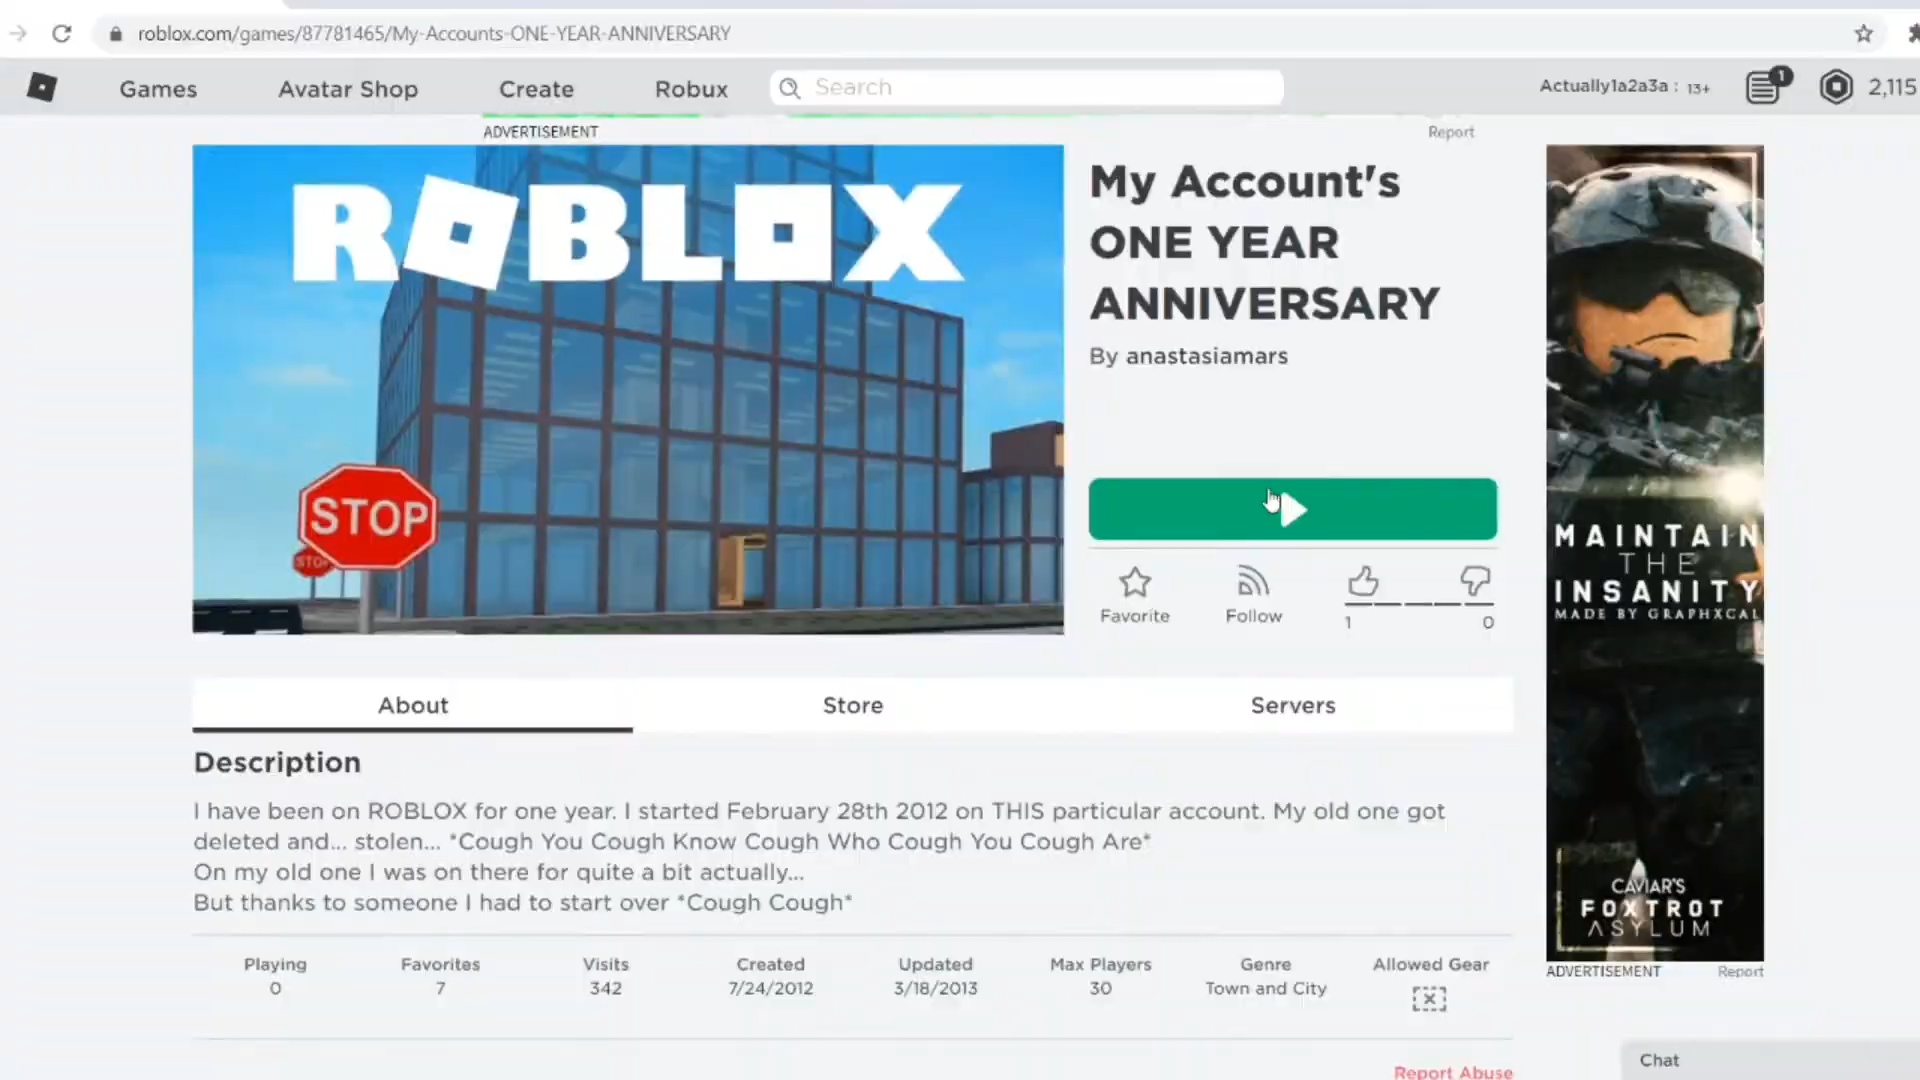 roblox.com/games/87781465/My-Accounts-ONE-YEAR-ANNIVERSARY
Games
Avatar Shop
Create
Robux
Search
Actually1a2a3a : 13+
1
2,115
ADVERTISEMENT
Report
ROBLOX
STOP
STOP
My Account's
ONE YEAR
ANNIVERSARY
By anastasiamars
Favorite
Follow
1
0
MAINTAIN
THE
INSANITY
MADE BY GRAPHXCAL
CAVIAR'S
FOXTROT
ASYLUM
ADVERTISEMENT
Report
About
Store
Servers
Description
I have been on ROBLOX for one year. I started February 28th 2012 on THIS particular account. My old one got
deleted and... stolen... *Cough You Cough Know Cough Who Cough You Cough Are*
On my old one I was on there for quite a bit actually...
But thanks to someone I had to start over *Cough Cough*
Playing
0
Favorites
7
Visits
342
Created
7/24/2012
Updated
3/18/2013
Max Players
30
Genre
Town and City
Allowed Gear
Report Abuse
Chat